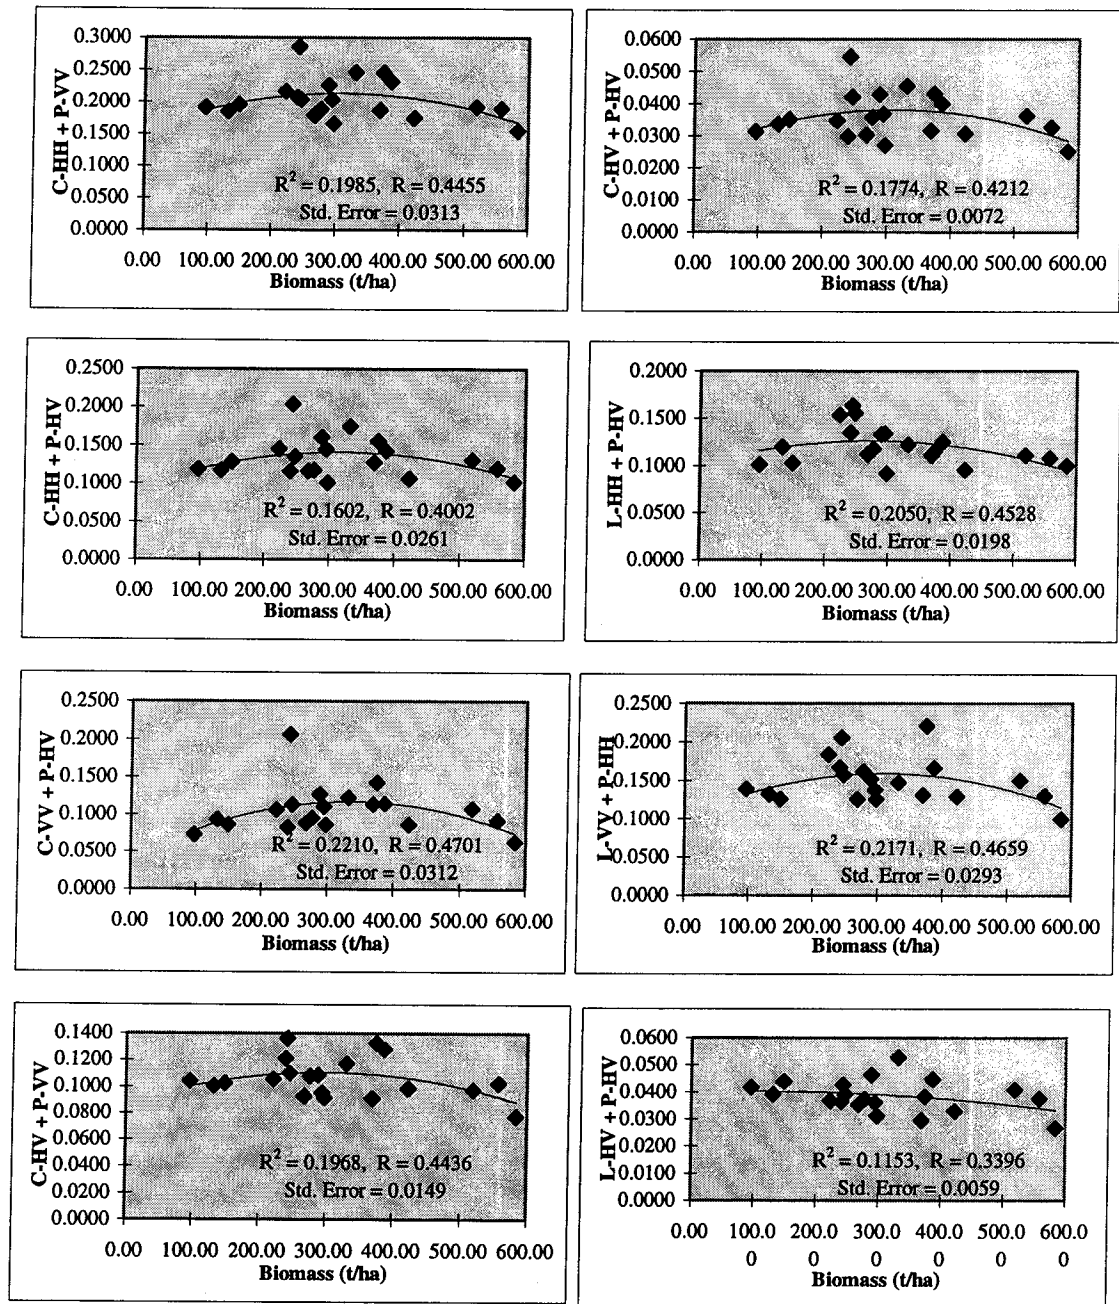 C-HH + P-VV
0.3000
0.2500
0.2000
0.1500
0.1000
0.0500
0.0000
R² = 0.1985, R = 0.4455
Std. Error = 0.0313
0.00 100.00 200.00 300.00 400.00 500.00 600.00
Biomass (t/ha)
C-HV + P-VV
0.0600
0.0500
0.0400
0.0300
0.0200
0.0100
0.0000
R² = 0.1774, R = 0.4212
Std. Error = 0.0072
0.00 100.00 200.00 300.00 400.00 500.00 600.00
Biomass (t/ha)
C-HH + P-HV
0.2500
0.2000
0.1500
0.1000
0.0500
0.0000
R² = 0.1602, R = 0.4002
Std. Error = 0.0261
0.00 100.00 200.00 300.00 400.00 500.00 600.00
Biomass (t/ha)
L-HH + P-HV
0.2000
0.1500
0.1000
0.0500
0.0000
R² = 0.2050, R = 0.4528
Std. Error = 0.0198
0.00 100.00 200.00 300.00 400.00 500.00 600.00
Biomass (t/ha)
C-VV + P-HV
0.2500
0.2000
0.1500
0.1000
0.0500
0.0000
R² = 0.2210, R = 0.4701
Std. Error = 0.0312
0.00 100.00 200.00 300.00 400.00 500.00 600.00
Biomass (t/ha)
L-VV + P-HH
0.2500
0.2000
0.1500
0.1000
0.0500
0.0000
R² = 0.2171, R = 0.4659
Std. Error = 0.0293
0.00 100.00 200.00 300.00 400.00 500.00 600.00
Biomass (t/ha)
C-HV + P-VV
0.1400
0.1200
0.1000
0.0800
0.0600
0.0400
0.0200
0.0000
R² = 0.1968, R = 0.4436
Std. Error = 0.0149
0.00 100.00 200.00 300.00 400.00 500.00 600.00
Biomass (t/ha)
L-HV + P-HV
0.0600
0.0500
0.0400
0.0300
0.0200
0.0100
0.0000
R² = 0.1153, R = 0.3396
Std. Error = 0.0059
0.00 100.0 200.0 300.0 400.0 500.0 600.0
0 0 0 0 0 0
Biomass (t/ha)